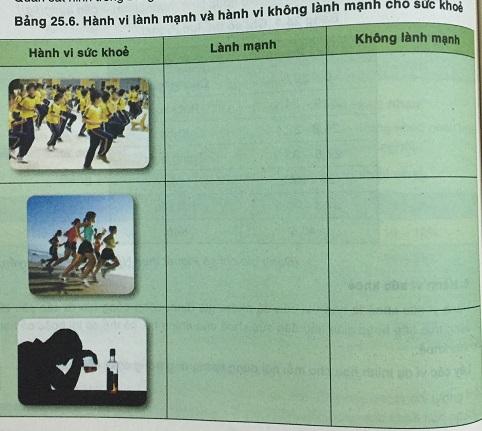 Bảng 25.6. Hành vi lành mạnh và hành vi không lành mạnh cho sức khoẻ
Hành vi sức khoẻ
Lành mạnh
Không lành mạnh